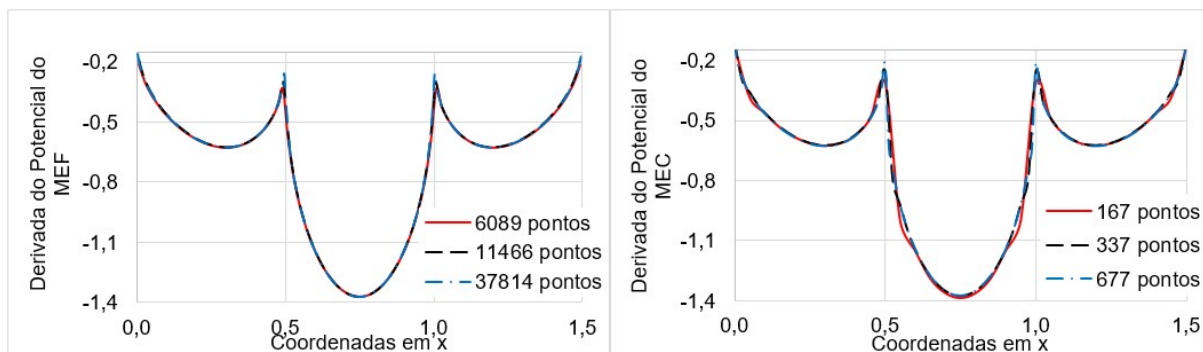 Derivada do Potencial do
MEF
-0,2
-0,5
-0,8
-1,1
-1,4
0,0
0,5
1,0
1,5
Coordenadas em x
6089 pontos
11466 pontos
37814 pontos
Derivada do Potencial do
MEC
-0,2
-0,5
-0,8
-1,1
-1,4
0,0
0,5
1,0
1,5
Coordenadas em x
167 pontos
337 pontos
677 pontos